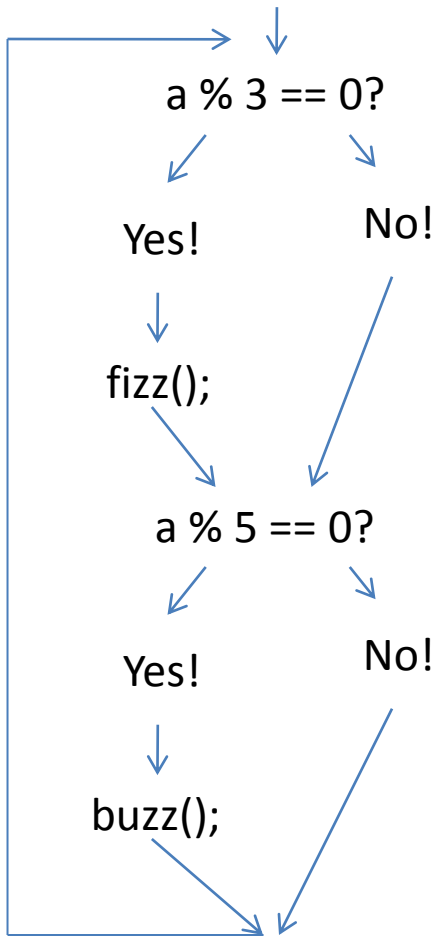 a % 3 == 0?
Yes!
No!
fizz();
a % 5 == 0?
Yes!
No!
buzz();